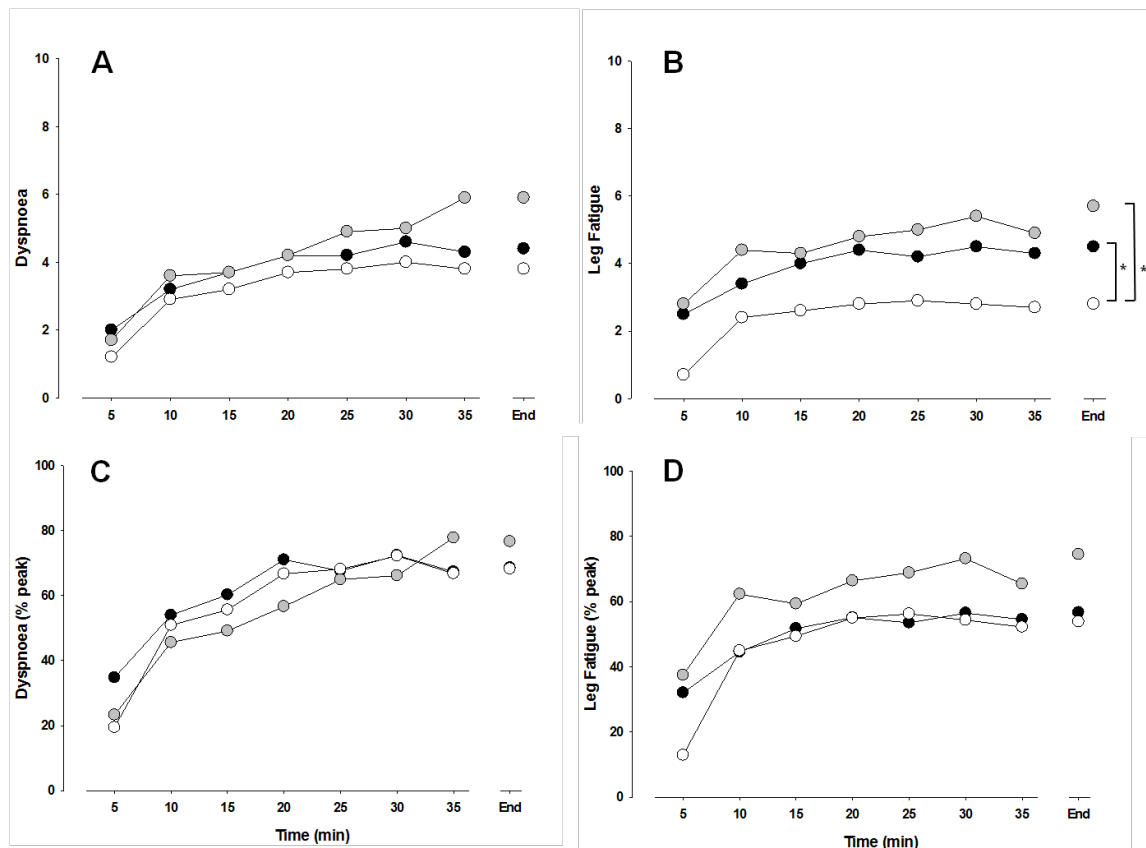 A
10
8
6
4
2
0
Dyspnoea
5 10 15 20 25 30 35 End
B
10
8
6
4
2
0
Leg Fatigue
*
*
5 10 15 20 25 30 35 End
C
100
80
60
40
20
0
Dyspnoea (% peak)
5 10 15 20 25 30 35 End
Time (min)
D
100
80
60
40
20
0
Leg Fatigue (% peak)
5 10 15 20 25 30 35 End
Time (min)